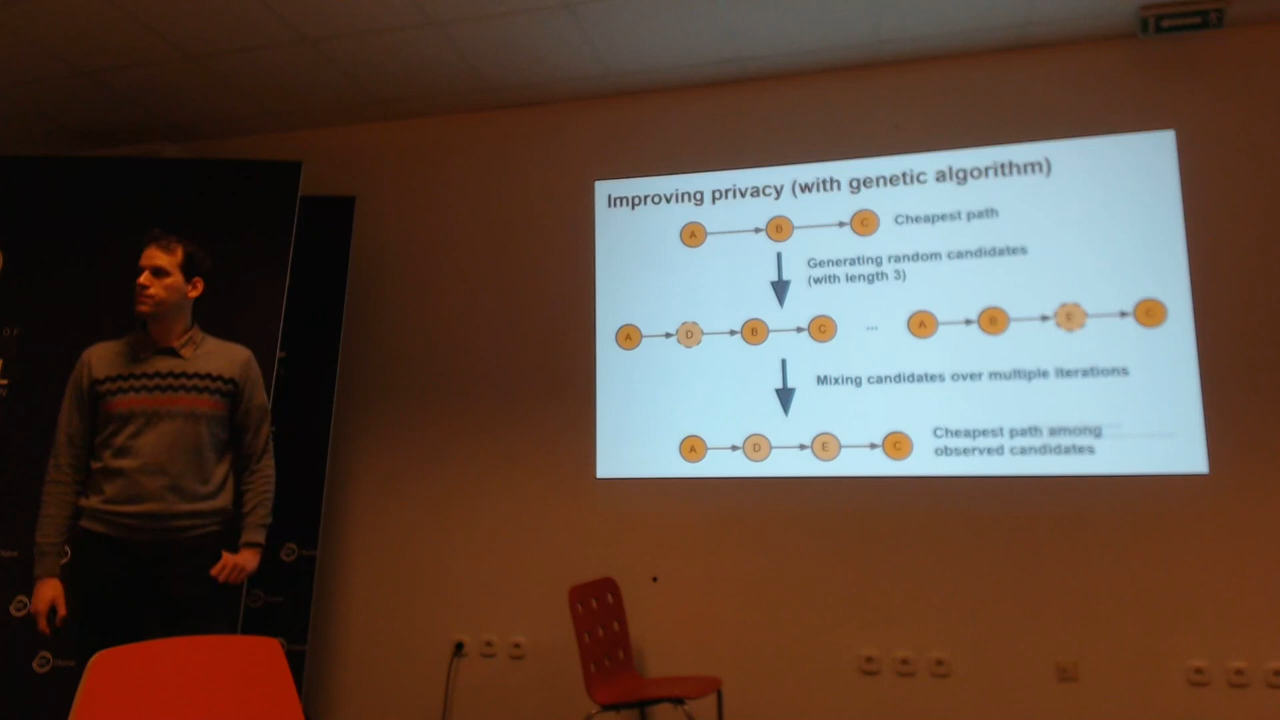 Improving privacy (with genetic algorithm)
A B C Cheapest path
Generating random candidates
(with length 3)
A D B C ... A B E C
Mixing candidates over multiple iterations
A D E C
Cheapest path among
observed candidates